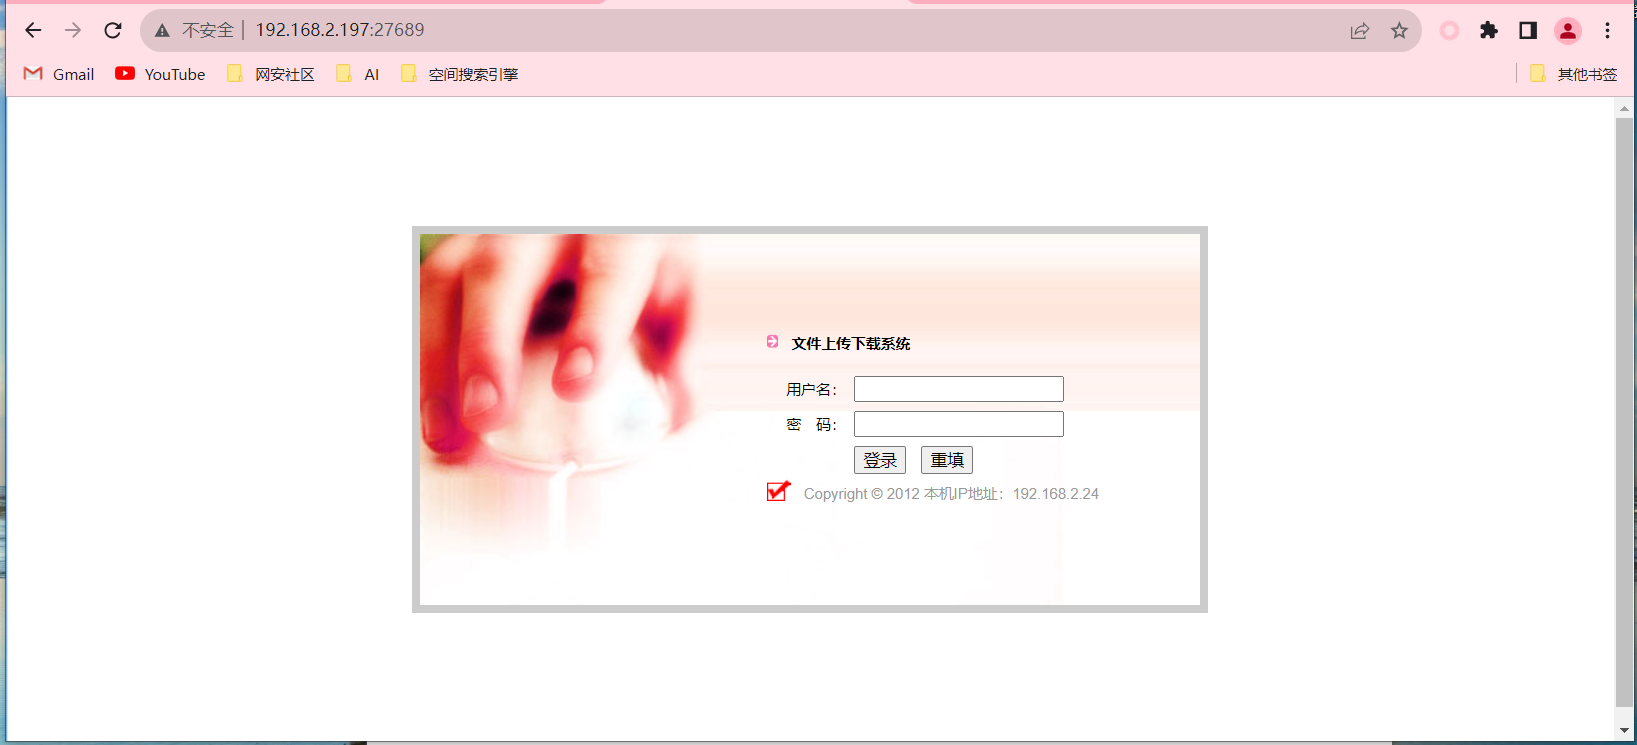 不安全 192.168.2.197:27689
Gmail YouTube 网安社区 AI 空间搜索引擎 其他书签
文件上传下载系统
用户名：
密 码：
登录 重填
Copyright © 2012 本机IP地址：192.168.2.24